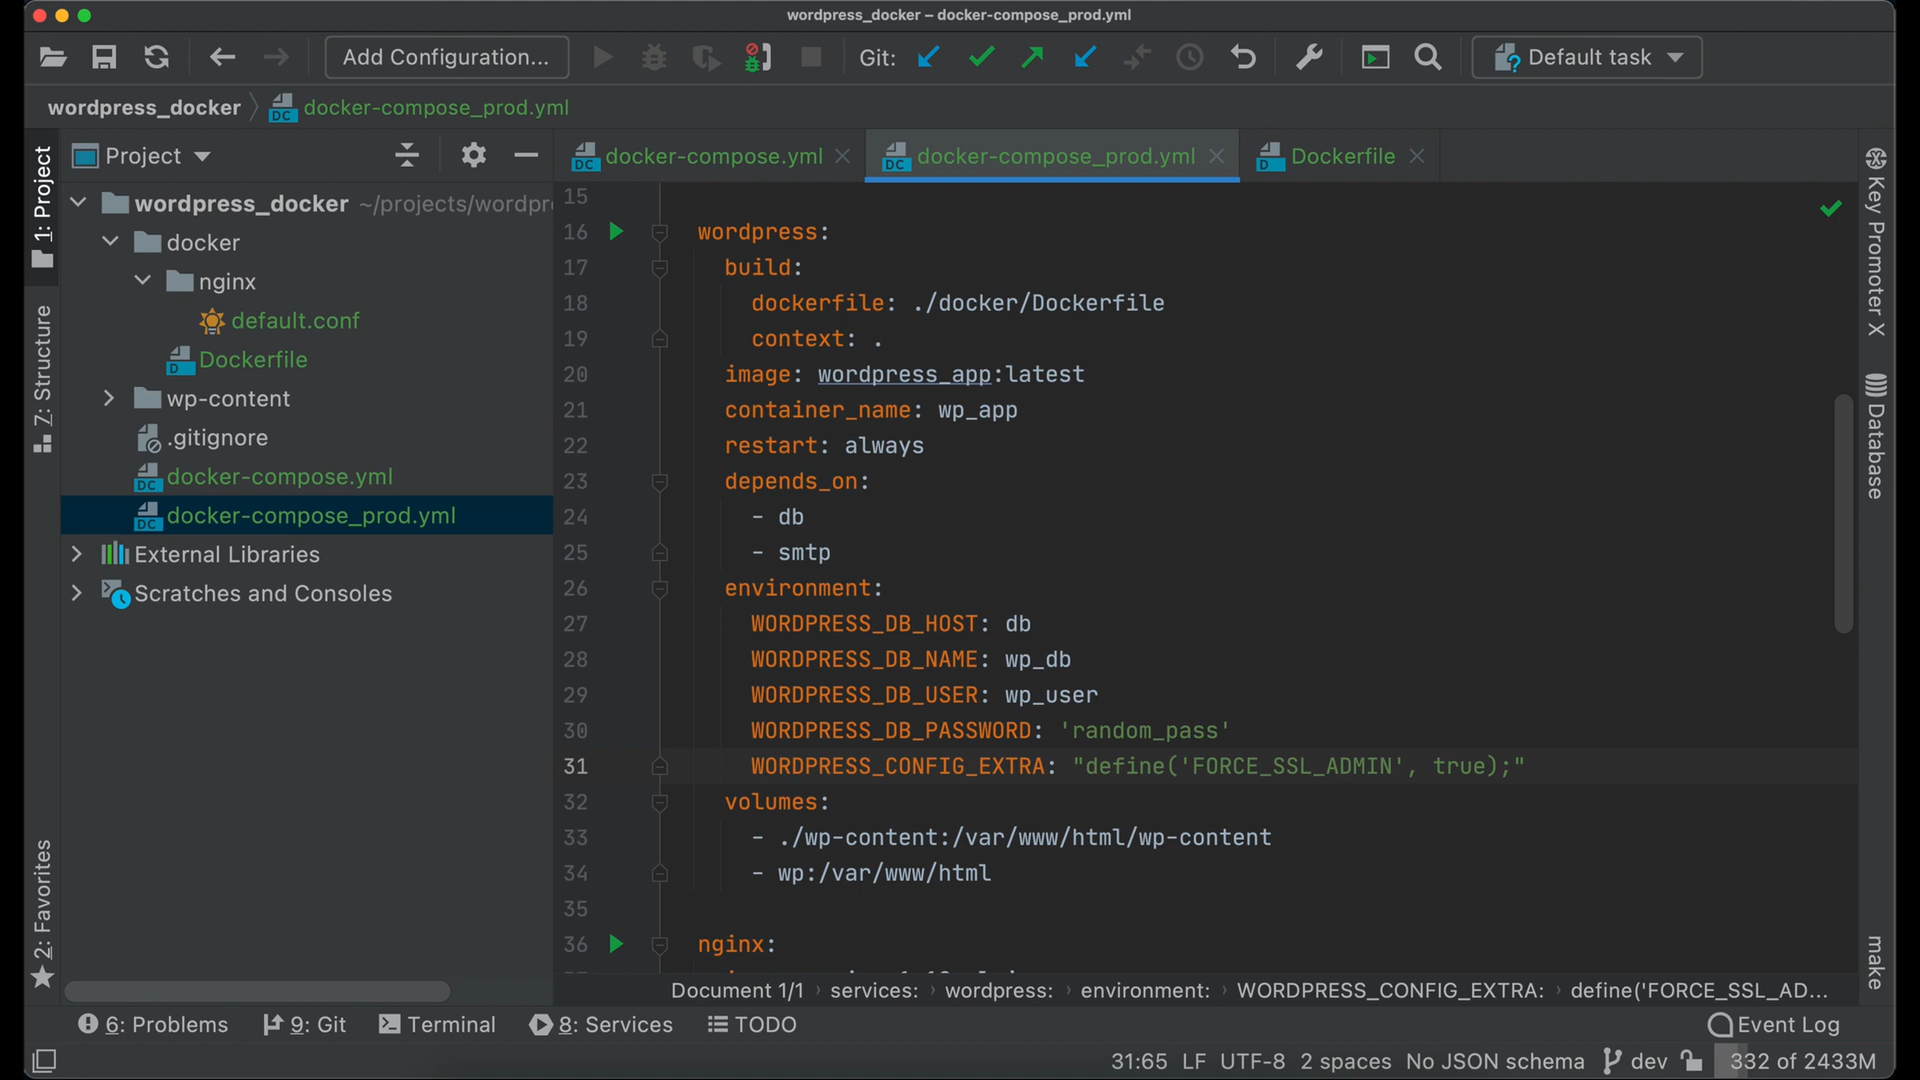 wordpress_docker – docker-compose_prod.yml
Add Configuration...
Git:
Default task
wordpress_docker
DC docker-compose_prod.yml
Project
DC docker-compose.yml
DC docker-compose_prod.yml
D Dockerfile
1: Project
7: Structure
2: Favorites
wordpress_docker ~/projects/wordpr
docker
nginx
default.conf
D Dockerfile
wp-content
.gitignore
DC docker-compose.yml
DC docker-compose_prod.yml
External Libraries
Scratches and Consoles
15
16 wordpress:
17 build:
18 dockerfile: ./docker/Dockerfile
19 context: .
20 image: wordpress_app:latest
21 container_name: wp_app
22 restart: always
23 depends_on:
24 - db
25 - smtp
26 environment:
27 WORDPRESS_DB_HOST: db
28 WORDPRESS_DB_NAME: wp_db
29 WORDPRESS_DB_USER: wp_user
30 WORDPRESS_DB_PASSWORD: 'random_pass'
31 WORDPRESS_CONFIG_EXTRA: "define('FORCE_SSL_ADMIN', true);"
32 volumes:
33 - ./wp-content:/var/www/html/wp-content
34 - wp:/var/www/html
35
36 nginx:
Key Promoter X
Database
make
Document 1/1 › services: › wordpress: › environment: › WORDPRESS_CONFIG_EXTRA: › define('FORCE_SSL_AD...
6: Problems
9: Git
Terminal
8: Services
TODO
Event Log
31:65 LF UTF-8 2 spaces No JSON schema dev 332 of 2433M